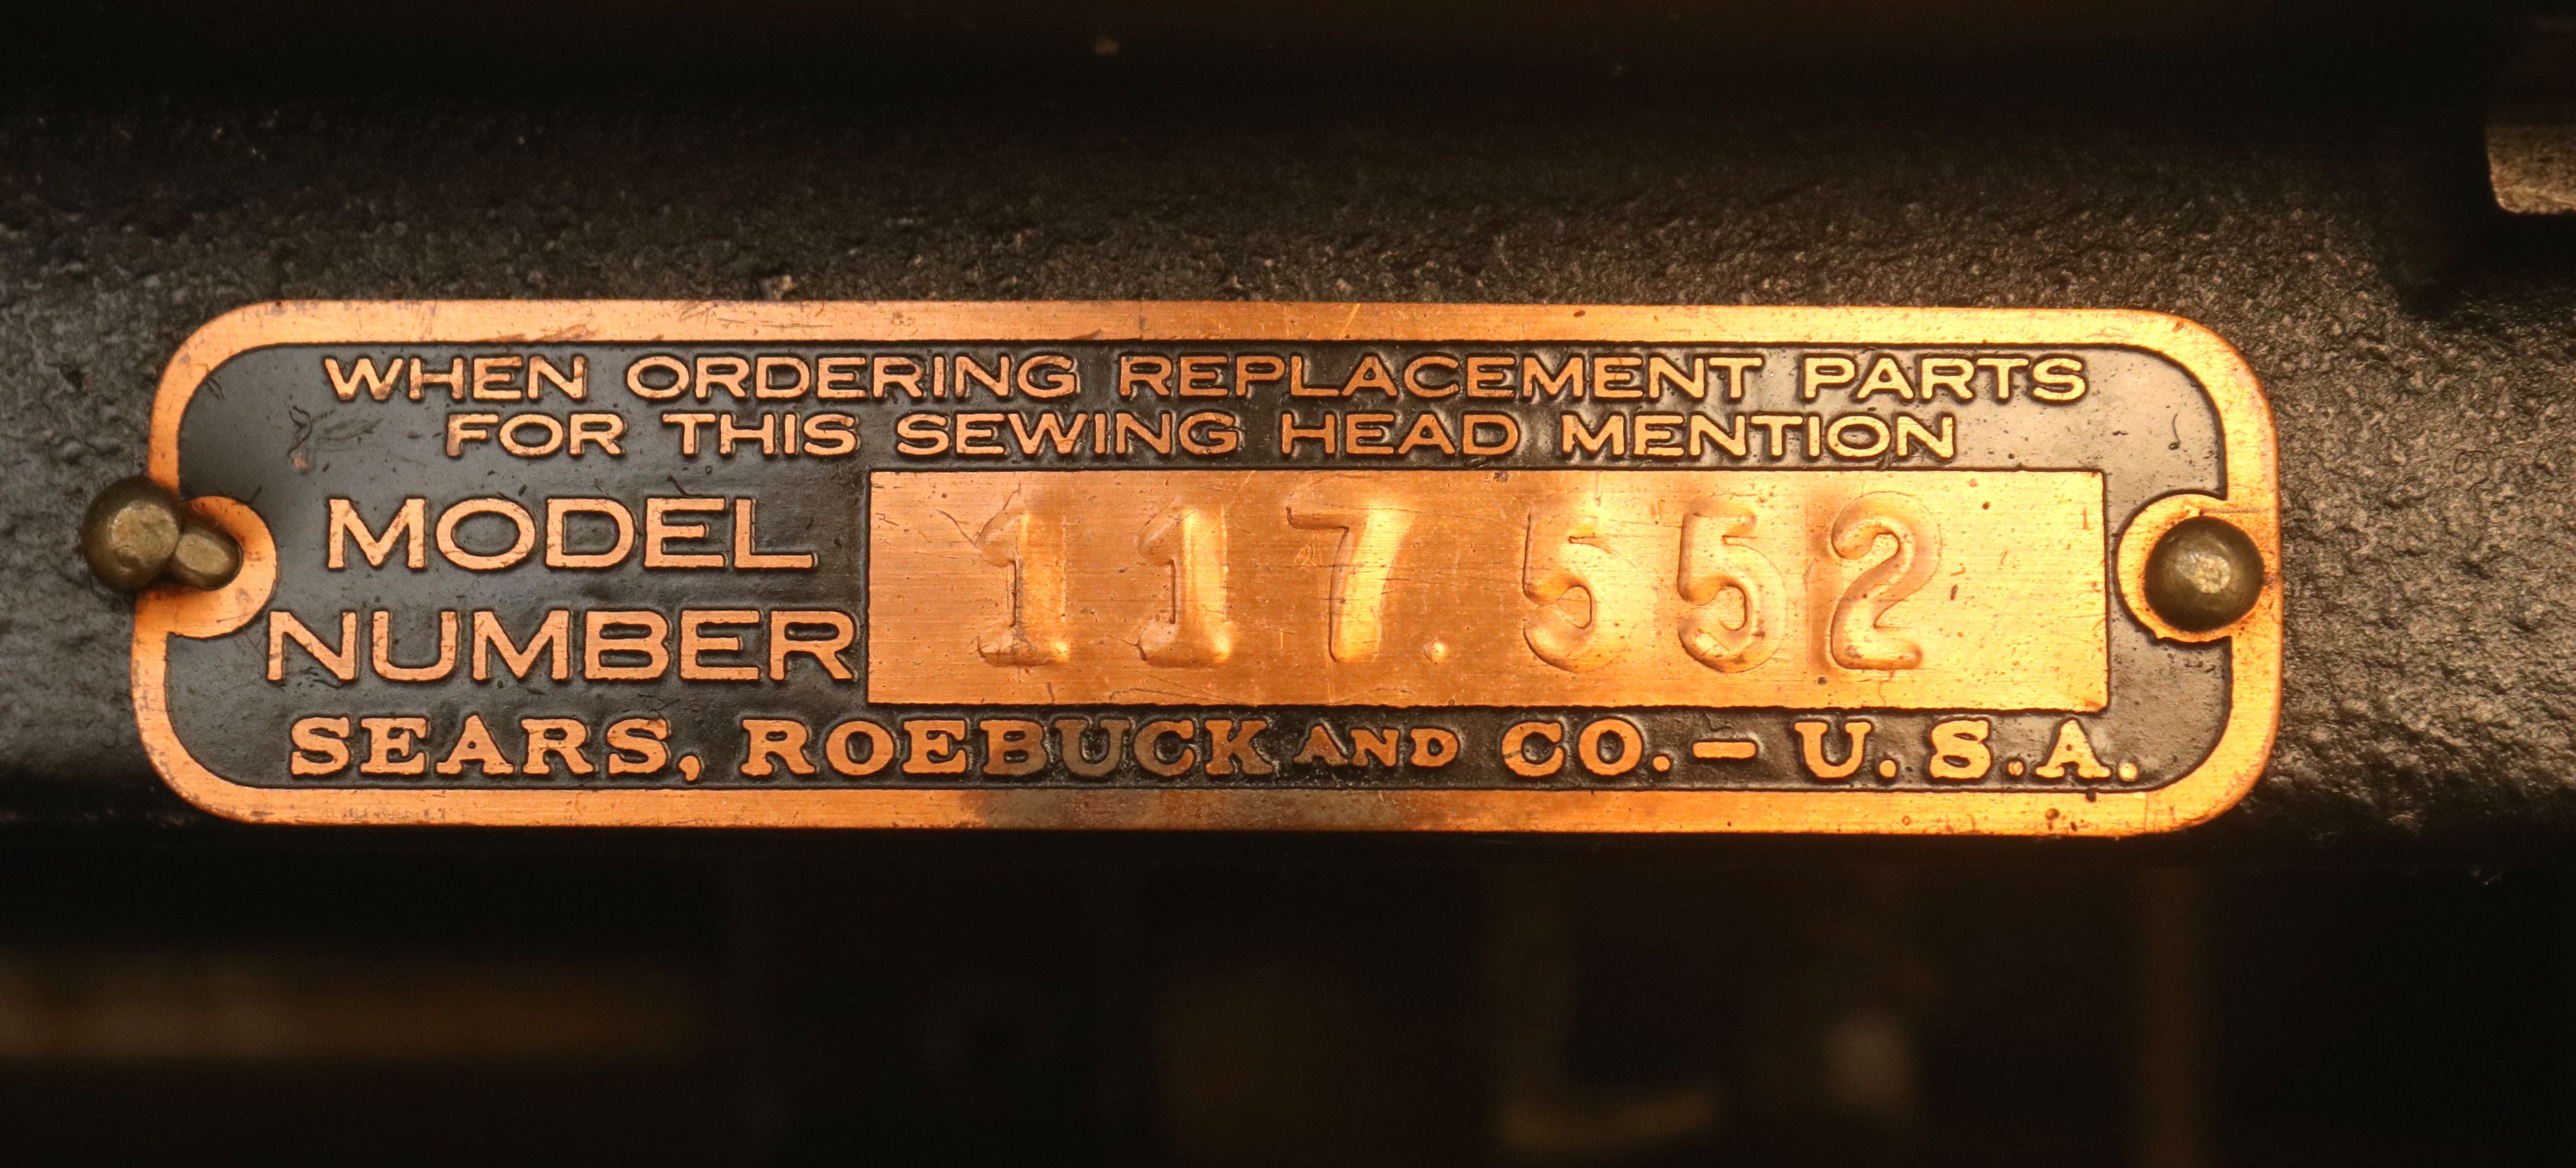 WHEN ORDERING REPLACEMENT PARTS
FOR THIS SEWING HEAD MENTION
MODEL
NUMBER 117.552
SEARS, ROEBUCK AND CO.—U.S.A.